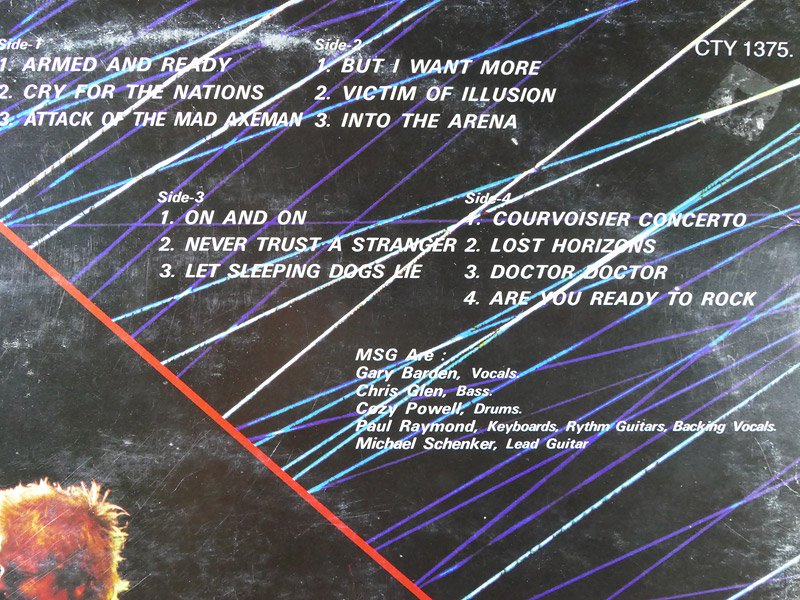 Side-1
1. ARMED AND READY
2. CRY FOR THE NATIONS
3. ATTACK OF THE MAD AXEMAN
Side-2
1. BUT I WANT MORE
2. VICTIM OF ILLUSION
3. INTO THE ARENA
CTY 1375.
Side-3
1. ON AND ON
2. NEVER TRUST A STRANGER
3. LET SLEEPING DOGS LIE
Side-4
1. COURVOISIER CONCERTO
2. LOST HORIZONS
3. DOCTOR DOCTOR
4. ARE YOU READY TO ROCK
MSG Are :
Gary Barden, Vocals.
Chris Glen, Bass.
Cozy Powell, Drums.
Paul Raymond, Keyboards, Rythm Guitars, Backing Vocals.
Michael Schenker, Lead Guitar